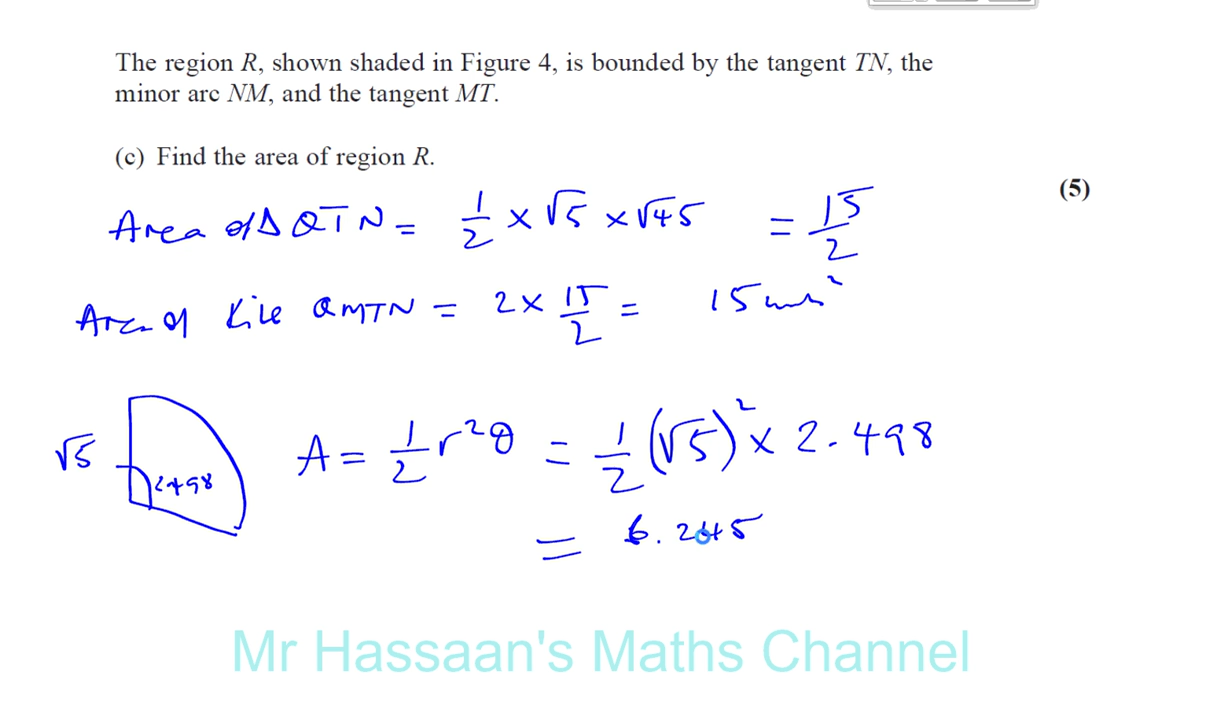 The region R, shown shaded in Figure 4, is bounded by the tangent TN, the
minor arc NM, and the tangent MT.
(c) Find the area of region R.
(5)
Area of Δ QTN = 1/2 × √5 × √45 = 15/2
Area of Kite QMTN = 2 × 15/2 = 15 units²
√5
2.498
A = 1/2 r²θ = 1/2 (√5)² × 2.498
= 6.245
Mr Hassaan's Maths Channel